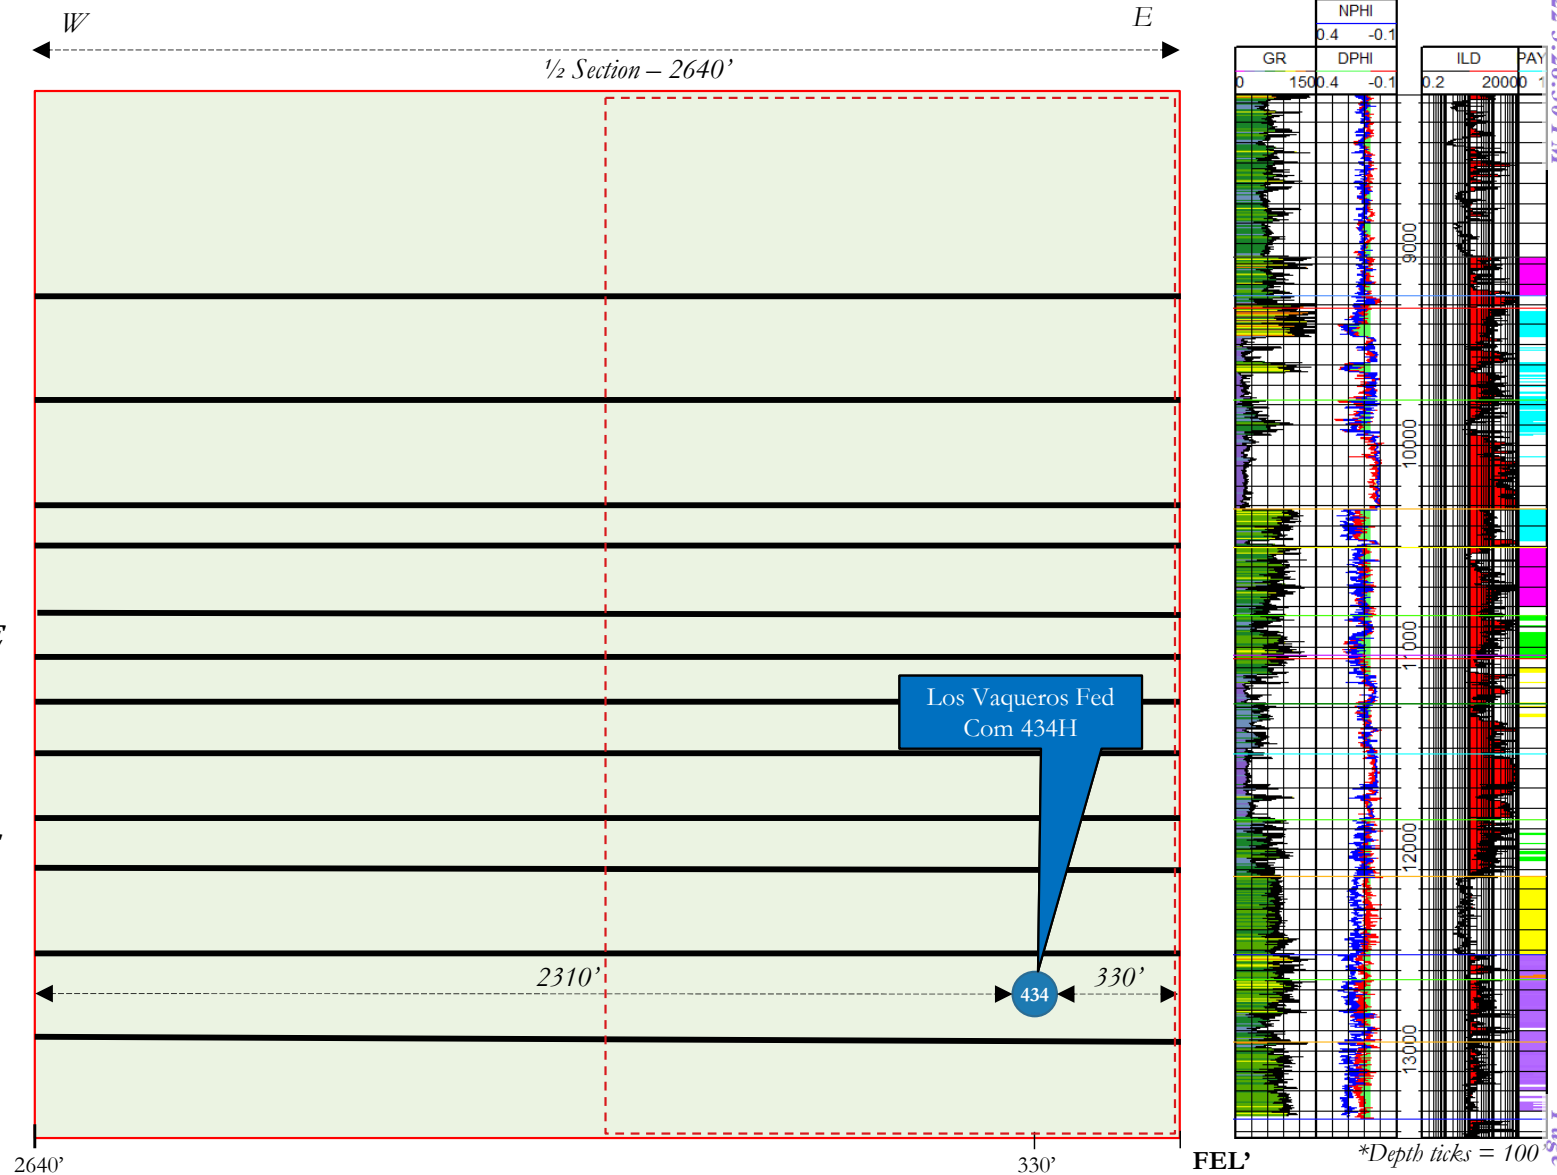 W
E
½ Section – 2640’
NPHI
0.4 -0.1
GR DPHI ILD PAY
0 150 0.4 -0.1 0.2 2000 0 1
9000
10000
11000
12000
13000
Los Vaqueros Fed
Com 434H
2310’
434
330’
2640’
330’
FEL’
*Depth ticks = 100’